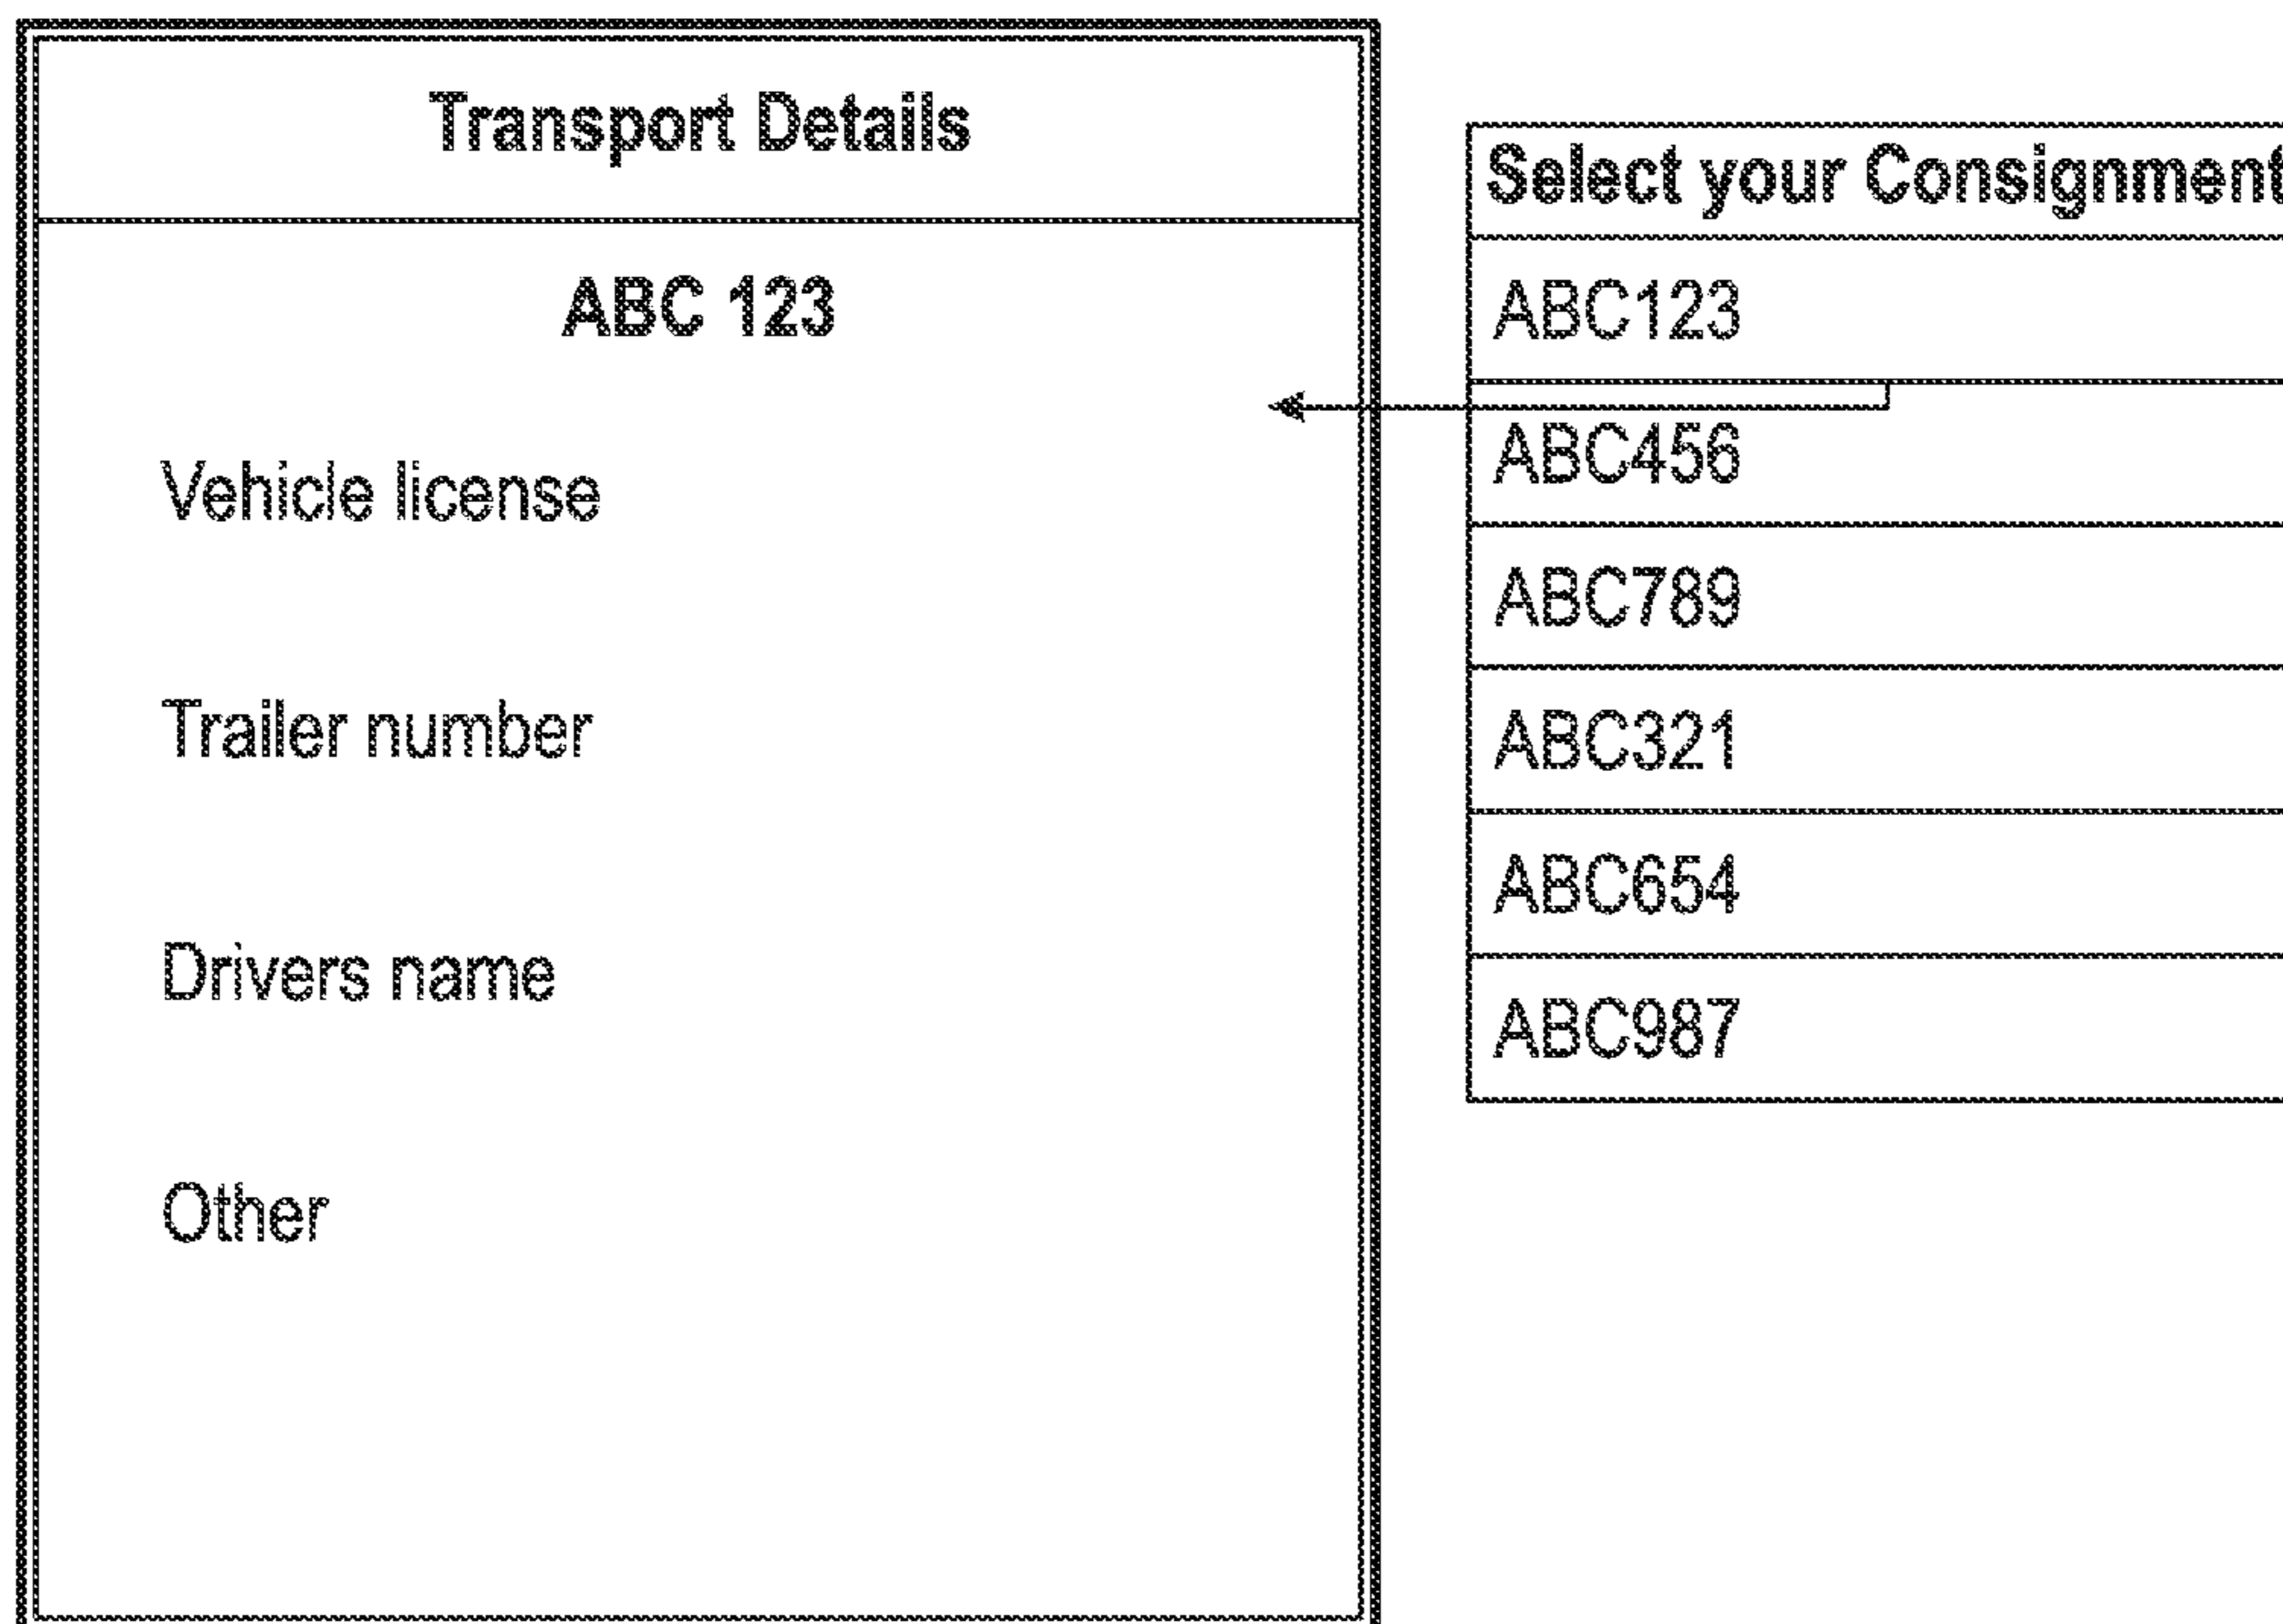 Transport Details
ABC 123
Vehicle license
Trailer number
Drivers name
Other
Select your Consignment
ABC123
ABC456
ABC789
ABC321
ABC654
ABC987